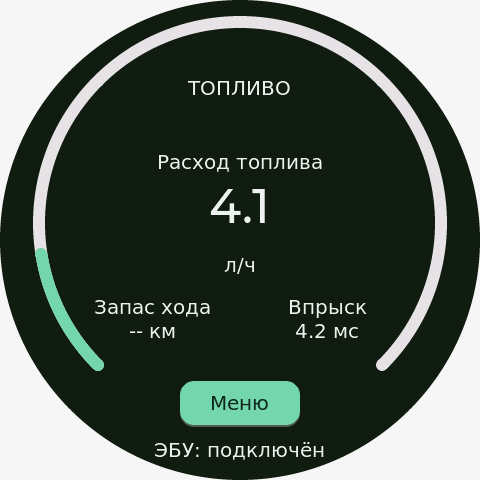 ТОПЛИВО
Расход топлива
4.1
л/ч
Запас хода
-- км
Впрыск
4.2 мс
Меню
ЭБУ: подключён